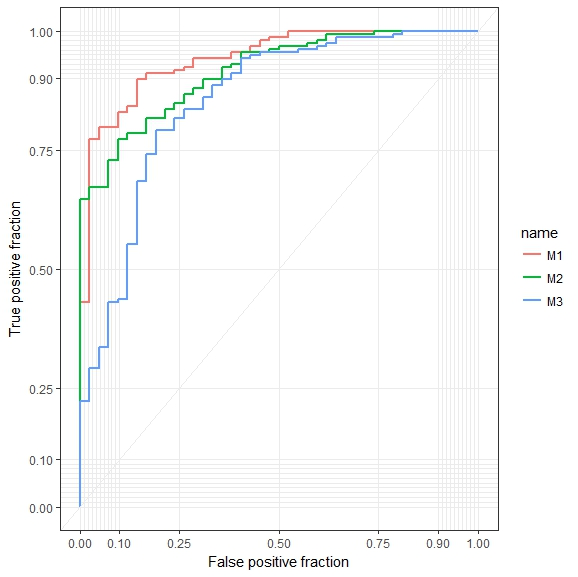 1.00
0.90
0.75
0.50
0.25
0.10
0.00
True positive fraction
0.00 0.10 0.25 0.50 0.75 0.90 1.00
False positive fraction
name
M1
M2
M3